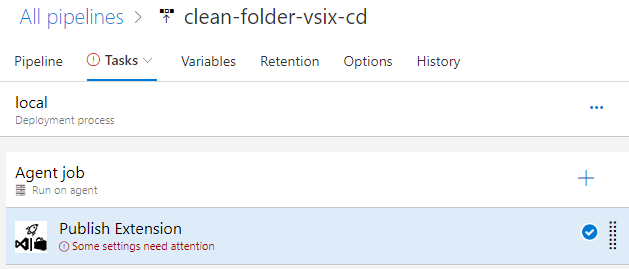 All pipelines > clean-folder-vsix-cd
Pipeline Tasks Variables Retention Options History
local
Deployment process
Agent job
Run on agent
Publish Extension
Some settings need attention